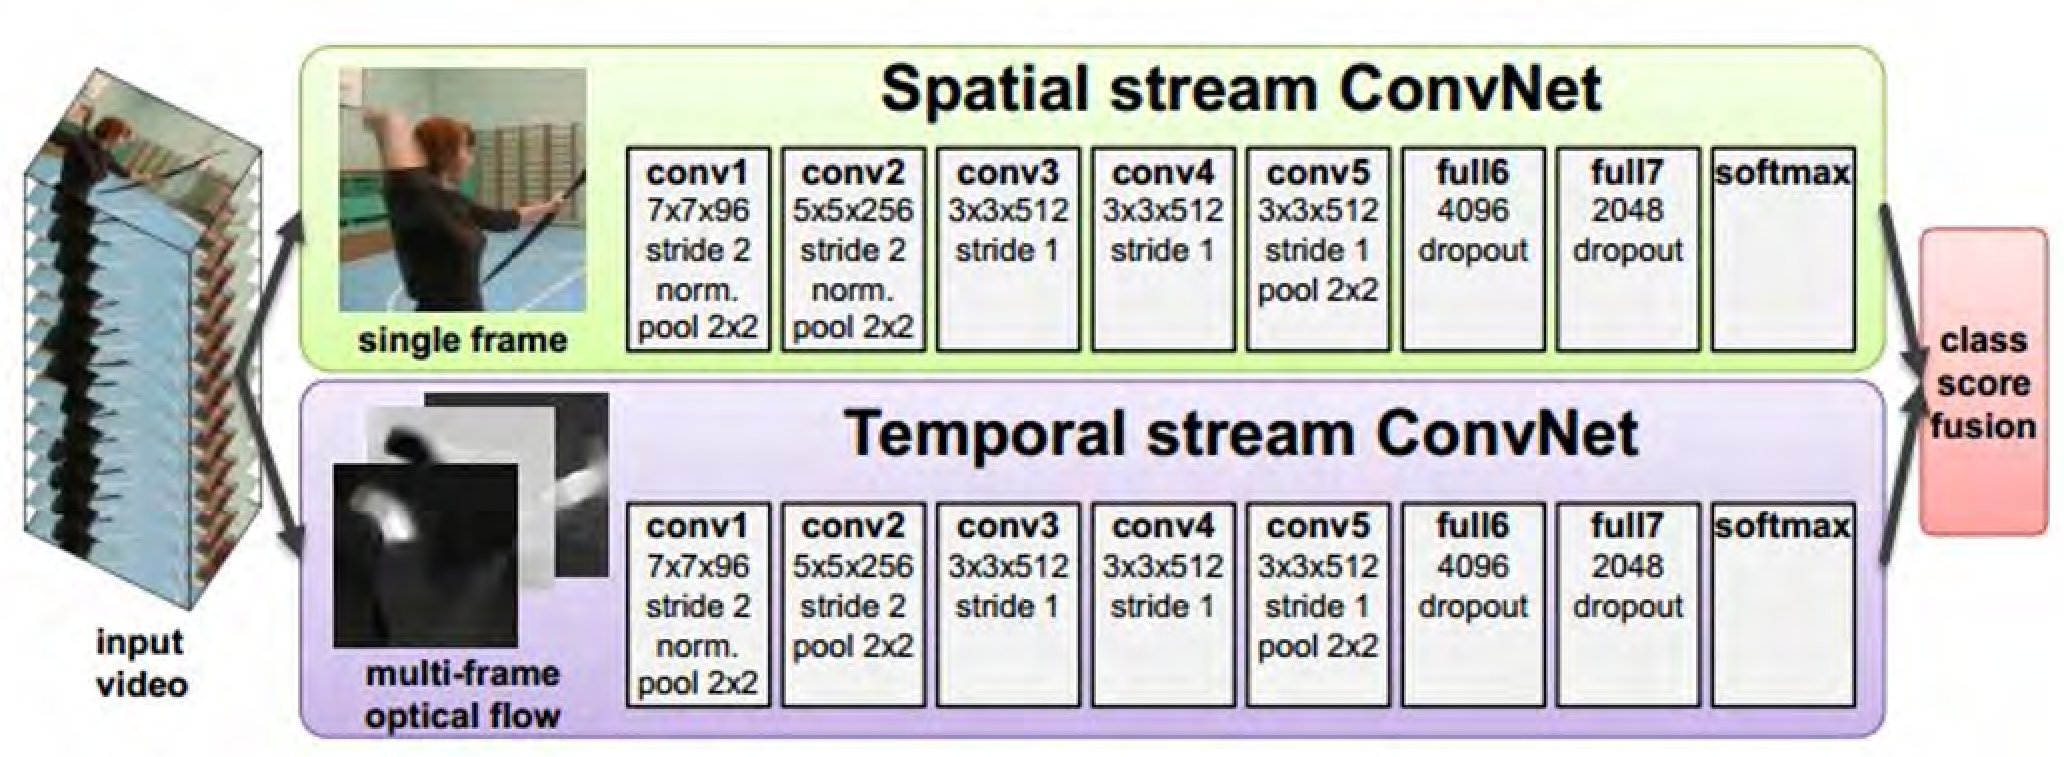 Spatial stream ConvNet
single frame
conv1
7x7x96
stride 2
norm.
pool 2x2
conv2
5x5x256
stride 2
norm.
pool 2x2
conv3
3x3x512
stride 1
conv4
3x3x512
stride 1
conv5
3x3x512
stride 1
pool 2x2
full6
4096
dropout
full7
2048
dropout
softmax
Temporal stream ConvNet
multi-frame
optical flow
conv1
7x7x96
stride 2
norm.
pool 2x2
conv2
5x5x256
stride 2
pool 2x2
conv3
3x3x512
stride 1
conv4
3x3x512
stride 1
conv5
3x3x512
stride 1
pool 2x2
full6
4096
dropout
full7
2048
dropout
softmax
input
video
class
score
fusion